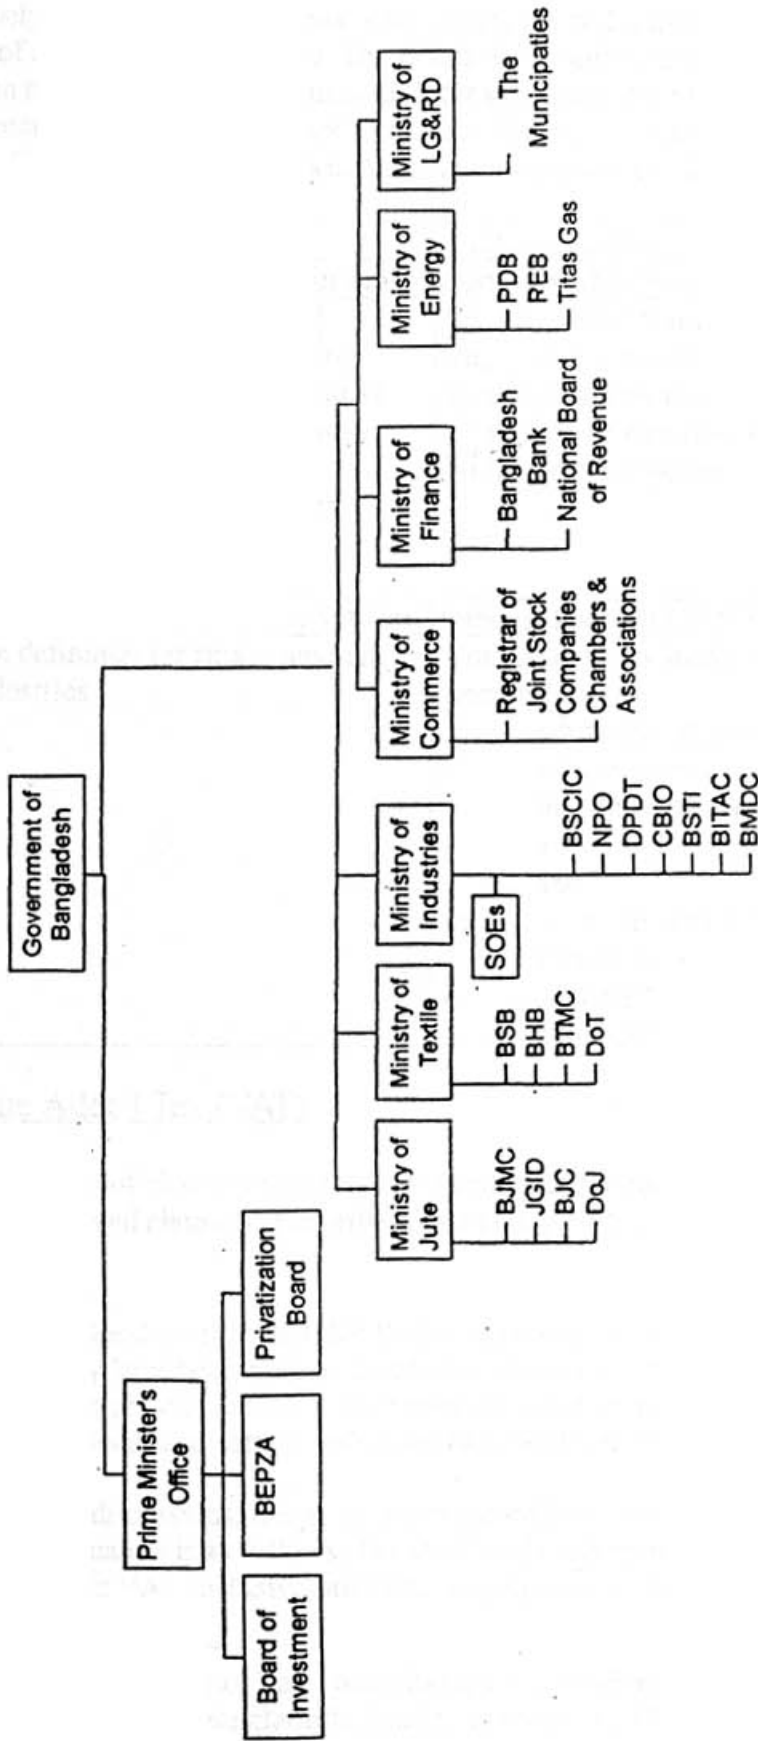 Government of
Bangladesh
Prime Minister's
Office
Board of
Investment
BEPZA
Privatization
Board
Ministry of
Jute
BJMC
JGID
BJC
DoJ
Ministry of
Textile
BSB
BHB
BTMC
DoT
Ministry of
Industries
SOEs
BSCIC
NPO
DPDT
CBIO
BSTI
BITAC
BMDC
Ministry of
Commerce
Registrar of
Joint Stock
Companies
Chambers &
Associations
Ministry of
Finance
Bangladesh
Bank
National Board
of Revenue
Ministry of
Energy
PDB
REB
Titas Gas
Ministry of
LG&RD
The
Municipaties